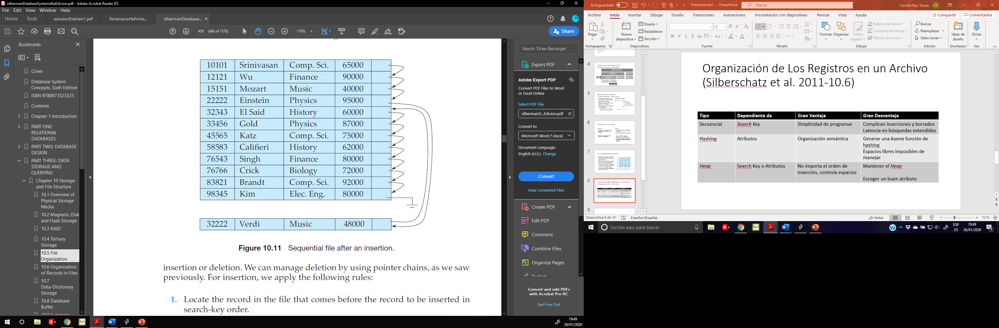 silbermanDatabaseSystems6taEdicion.pdf - Adobe Acrobat Reader DC
File Edit View Window Help
Home Tools solucionExamen1.pdf fiorenzanoHeFinite... silbermanDatabase... ×
459 (486 of 1376) 178% Share
Bookmarks
Cover
Database System
Concepts, Sixth Edition
ISBN 9780073523323
Contents
Chapter 1 Introduction
PART ONE:
RELATIONAL
DATABASES
PART TWO: DATABASE
DESIGN
PART THREE: DATA
STORAGE AND
QUERYING
Chapter 10 Storage
and File Structure
10.1 Overview of
Physical Storage
Media
10.2 Magnetic Disk
and Flash Storage
10.3 RAID
10.4 Tertiary
Storage
10.5 File
Organization
10.6 Organization
of Records in Files
10.7
Data-Dictionary
Storage
10.8 Database
Buffer
10.9 Summary
10101 Srinivasan Comp. Sci. 65000
12121 Wu Finance 90000
15151 Mozart Music 40000
22222 Einstein Physics 95000
32343 El Said History 60000
33456 Gold Physics 87000
45565 Katz Comp. Sci. 75000
58583 Califieri History 62000
76543 Singh Finance 80000
76766 Crick Biology 72000
83821 Brandt Comp. Sci. 92000
98345 Kim Elec. Eng. 80000
32222 Verdi Music 48000
Figure 10.11 Sequential file after an insertion.
insertion or deletion. We can manage deletion by using pointer chains, as we saw
previously. For insertion, we apply the following rules:
1. Locate the record in the file that comes before the record to be inserted in
search-key order.
Search 'Draw Rectangle'
Export PDF
Adobe Export PDF
Convert PDF Files to Word
or Excel Online
Select PDF File
silbermanD...Edicion.pdf
Convert to
Microsoft Word (*.docx)
Document Language:
English (U.S.) Change
Convert
View Converted Files
Create PDF
Edit PDF
Comment
Combine Files
Organize Pages
Redact
Convert and edit PDFs
with Acrobat Pro DC
Start Free Trial
19:49
26/01/2020
Autoguardado Presentación1 - PowerPoint Buscar Camilo Rey Torres CR
Archivo Inicio Insertar Dibujar Diseño Transiciones Animaciones Presentación con diapositivas Revisar Vista Ayuda Compartir Comentarios
Pegar
Nueva
diapositiva
Diseño
Restablecer
Sección
28
N K S S ab AV Aa
Formas Organizar
Estilos
rápidos
Relleno de forma
Contorno de forma
Efectos de forma
Buscar
Reemplazar
Seleccionar
Ideas de
diseño
Dictar
Portapapeles Diapositivas Fuente Párrafo Dibujo Edición Diseñador Voz
4
5
6
7
8
9
Organización de Los Registros en un Archivo
(Silberschatz et al. 2011-10.6)
Tipo Dependiente de Gran Ventaja Gran Desventaja
Secuencial Search Key Simplicidad de programar Complican inserciones y borrados
Latencia en búsquedas extendidas
Hashing Atributos Organización semántica Generar una buena función de
hashing
Espacios libres imposibles de
manejar
Heap Search Key o Atributos No importa el orden de Mantener el Heap
inserción, controla espacios
Escoger un buen atributo
Diapositiva 8 de 10 Español (España) Notas 72 %
Escribe aquí para buscar
ESP
ES
19:49
26/01/2020
1